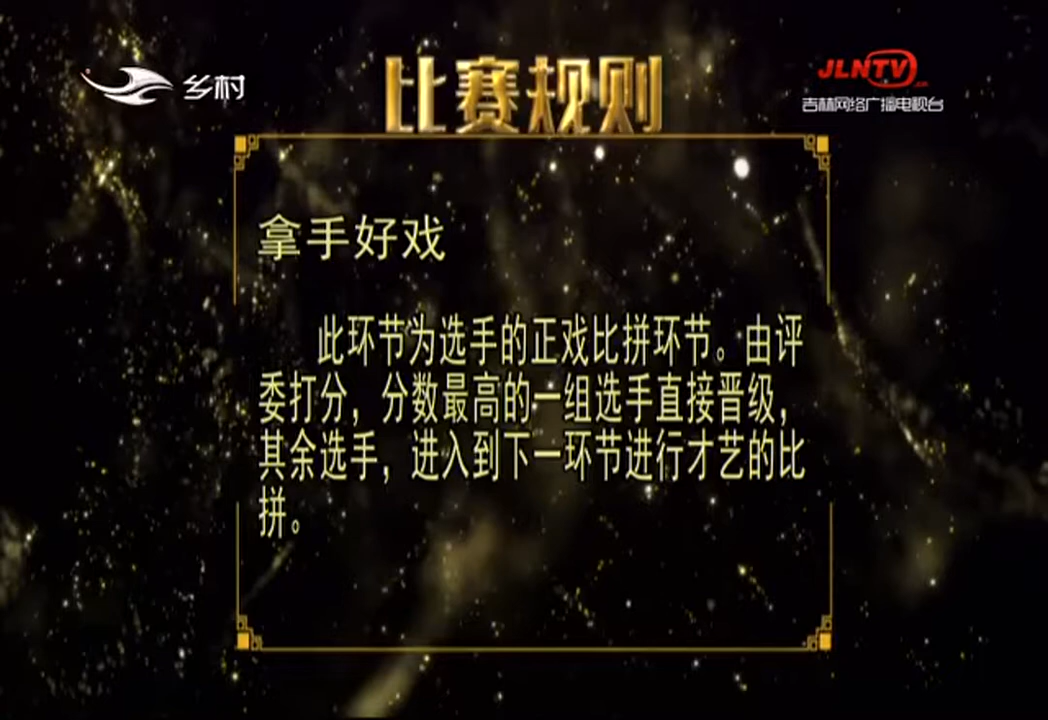 乡村
比赛规则
JLNTV.cn
吉林网络广播电视台
拿手好戏
此环节为选手的正戏比拼环节。由评
委打分，分数最高的一组选手直接晋级，
其余选手，进入到下一环节进行才艺的比
拼。